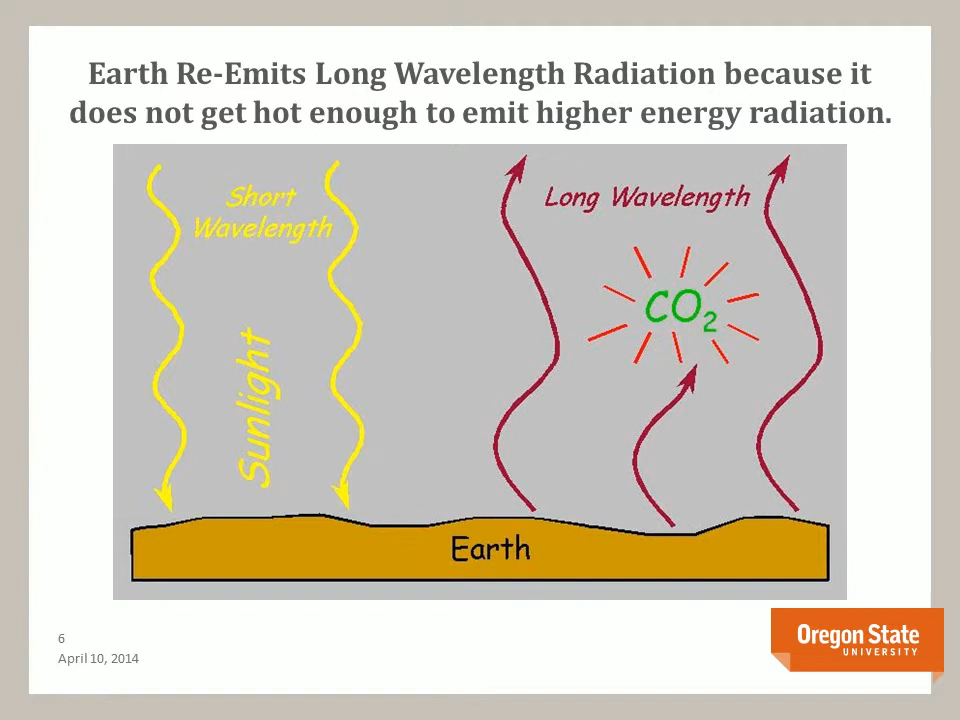 Earth Re-Emits Long Wavelength Radiation because it
does not get hot enough to emit higher energy radiation.
Short
Wavelength
Long Wavelength
CO₂
Sunlight
Earth
6
April 10, 2014
Oregon State
UNIVERSITY